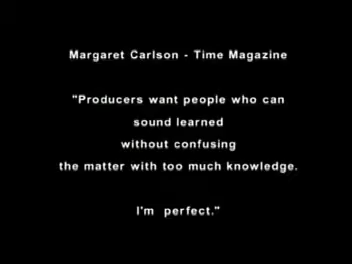 Margaret Carlson - Time Magazine
"Producers want people who can
sound learned
without confusing
the matter with too much knowledge.
I'm perfect."